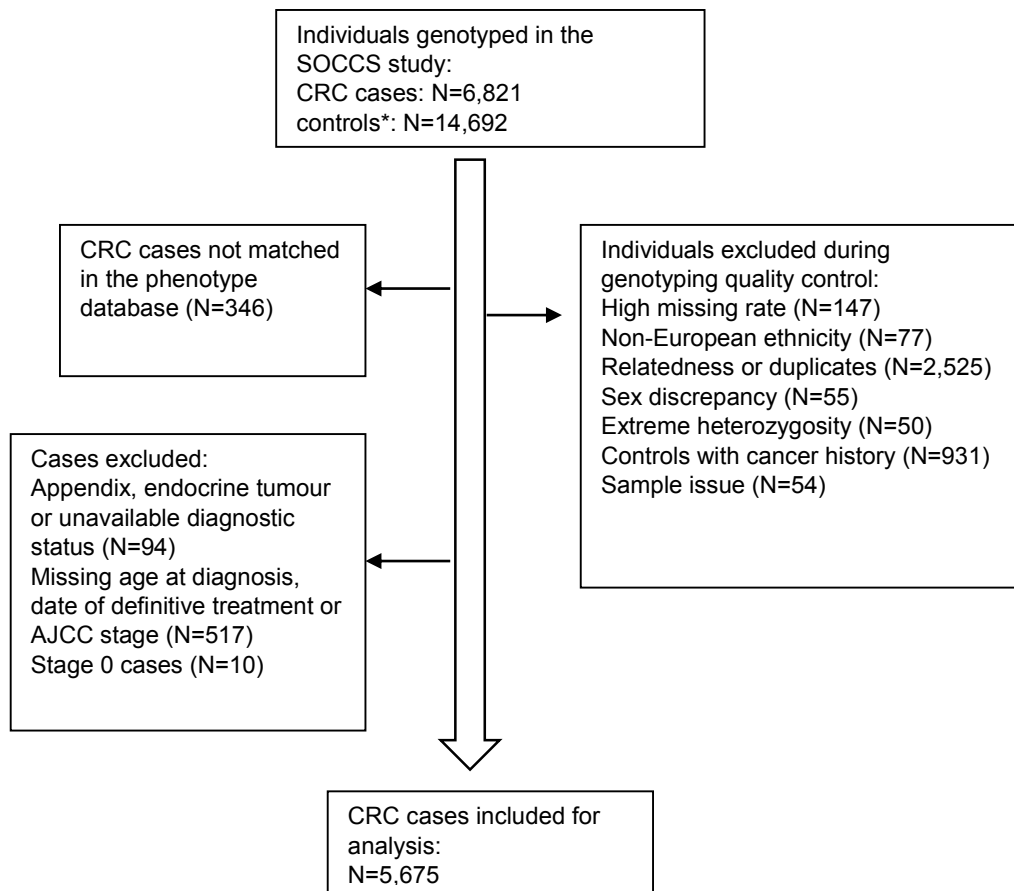 Individuals genotyped in the
SOCCS study:
CRC cases: N=6,821
controls*: N=14,692
CRC cases not matched
in the phenotype
database (N=346)
Individuals excluded during
genotyping quality control:
High missing rate (N=147)
Non-European ethnicity (N=77)
Relatedness or duplicates (N=2,525)
Sex discrepancy (N=55)
Extreme heterozygosity (N=50)
Controls with cancer history (N=931)
Sample issue (N=54)
Cases excluded:
Appendix, endocrine tumour
or unavailable diagnostic
status (N=94)
Missing age at diagnosis,
date of definitive treatment or
AJCC stage (N=517)
Stage 0 cases (N=10)
CRC cases included for
analysis:
N=5,675